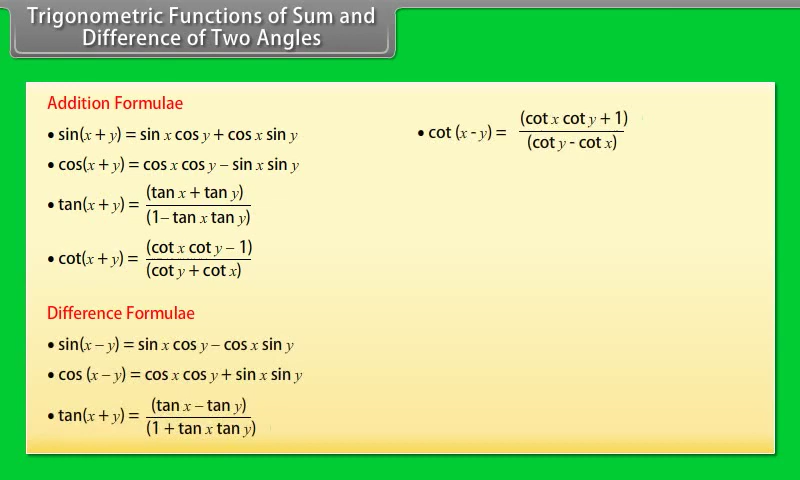 Trigonometric Functions of Sum and
Difference of Two Angles
Addition Formulae
• sin(x + y) = sin x cos y + cos x sin y
• cos(x + y) = cos x cos y – sin x sin y
• tan(x + y) = (tan x + tan y) / (1 – tan x tan y)
• cot(x + y) = (cot x cot y – 1) / (cot y + cot x)
Difference Formulae
• sin(x – y) = sin x cos y – cos x sin y
• cos (x – y) = cos x cos y + sin x sin y
• tan(x + y) = (tan x – tan y) / (1 + tan x tan y)
• cot (x - y) = (cot x cot y + 1) / (cot y - cot x)